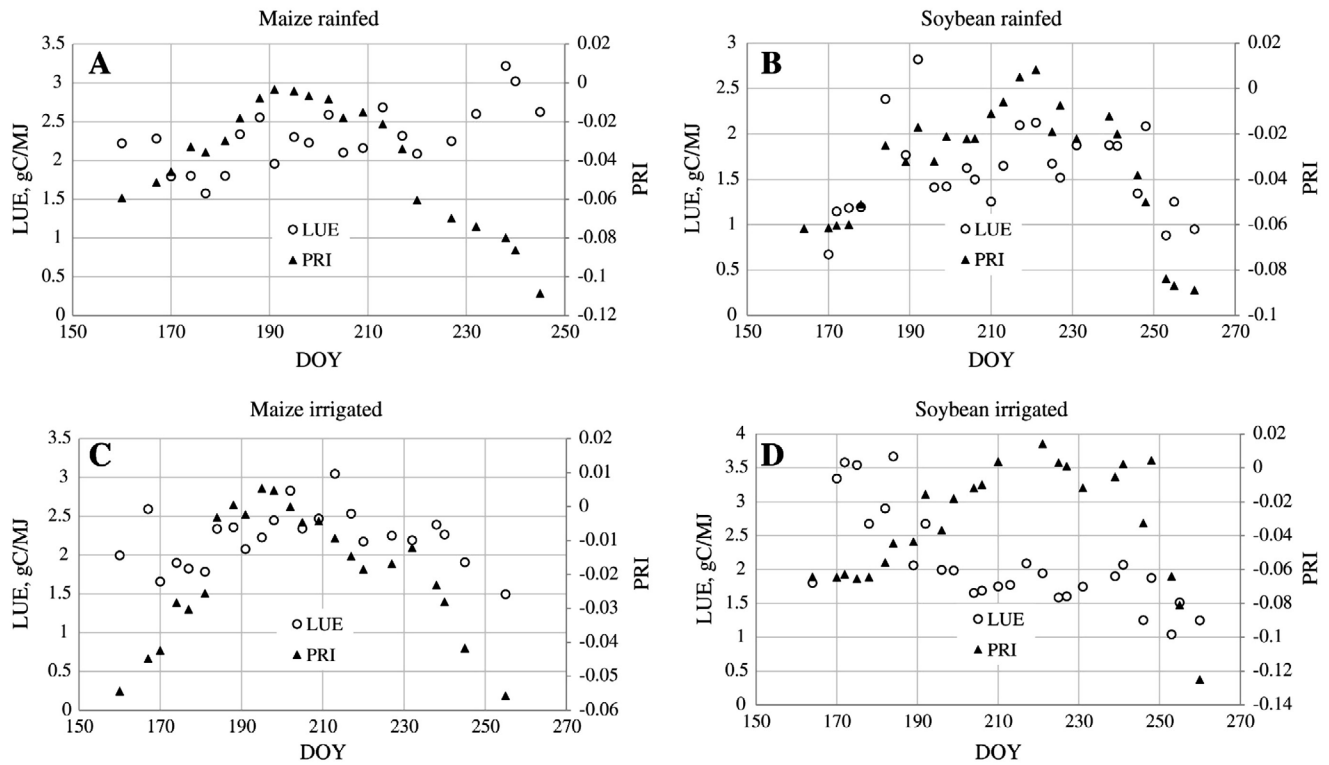 Maize rainfed
A
3.5
3
2.5
2
1.5
1
0.5
0
LUE, gC/MJ
0.02
0
-0.02
-0.04
-0.06
-0.08
-0.1
-0.12
PRI
LUE
PRI
150 170 190 210 230 250
DOY
Soybean rainfed
B
3
2.5
2
1.5
1
0.5
0
LUE, gC/MJ
0.02
0
-0.02
-0.04
-0.06
-0.08
-0.1
PRI
LUE
PRI
150 170 190 210 230 250 270
DOY
Maize irrigated
C
3.5
3
2.5
2
1.5
1
0.5
0
LUE, gC/MJ
0.02
0.01
0
-0.01
-0.02
-0.03
-0.04
-0.05
-0.06
PRI
LUE
PRI
150 170 190 210 230 250 270
DOY
Soybean irrigated
D
4
3.5
3
2.5
2
1.5
1
0.5
0
LUE, gC/MJ
0.02
0
-0.02
-0.04
-0.06
-0.08
-0.1
-0.12
-0.14
PRI
LUE
PRI
150 170 190 210 230 250 270
DOY